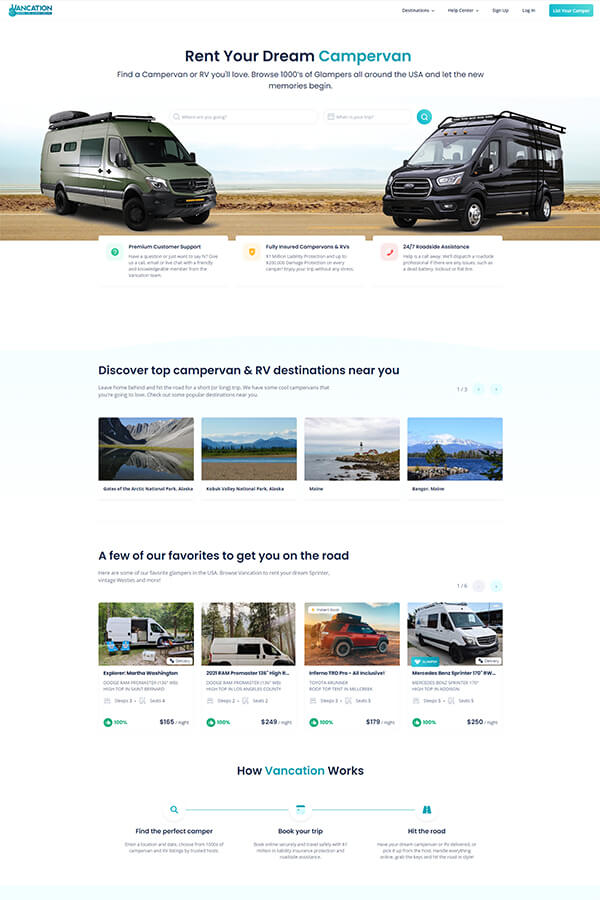 VANCATION
Destinations
Help Center
Sign Up
Log In
List Your Camper
Rent Your Dream Campervan
Find a Campervan or RV you'll love. Browse 1000's of Glampers all around the USA and let the new
memories begin.
Where are you going?
When is your trip?
Premium Customer Support
Have a question or just want to say hi? Give
us a call, email or live chat with a friendly
and knowledgeable member from the
Vancation team.
Fully Insured Campervans & RVs
$1 Million Liability Protection and up to
$200,000 Damage Protection on every
camper! Enjoy your trip without any stress.
24/7 Roadside Assistance
Help is a call away. We'll dispatch a roadside
professional if there are any issues, such as
a dead battery, lockout or flat tire.
Discover top campervan & RV destinations near you
Leave home behind and hit the road for a short (or long) trip. We have some cool campervans that
you're going to love. Check out some popular destinations near you.
1 / 3
Gates of the Arctic National Park, Alaska
Kobuk Valley National Park, Alaska
Maine
Bangor, Maine
A few of our favorites to get you on the road
Here are some of our favorite glampers in the USA. Browse Vancation to rent your dream Sprinter,
vintage Westies and more!
1 / 6
Delivery
Explorer: Martha Washington
DODGE RAM PROMASTER (136" WB)
HIGH TOP IN SAINT BERNARD
Sleeps 3 • Seats 4
100%
$165 / night
2021 RAM Promaster 136" High R...
DODGE RAM PROMASTER (136" WB)
HIGH TOP IN LOS ANGELES COUNTY
Sleeps 2 • Seats 2
100%
$249 / night
Instant Book
Inferno TRD Pro - All Inclusive!
TOYOTA 4RUNNER
ROOF TOP TENT IN MILLCREEK
Sleeps 3 • Seats 5
100%
$179 / night
GLAMPER
Delivery
Mercedes Benz Sprinter 170" RW...
MERCEDES BENZ SPRINTER 170"
HIGH TOP IN ADDISON
Sleeps 5 • Seats 5
100%
$250 / night
How Vancation Works
Find the perfect camper
Enter a location and date, choose from 1000s of
campervan and RV listings by trusted hosts.
Book your trip
Book online securely and travel safely with $1
million in liability insurance protection and
roadside assistance.
Hit the road
Have your dream campervan or RV delivered, or
pick it up from the host. Handle everything
online, grab the keys and hit the road in style!